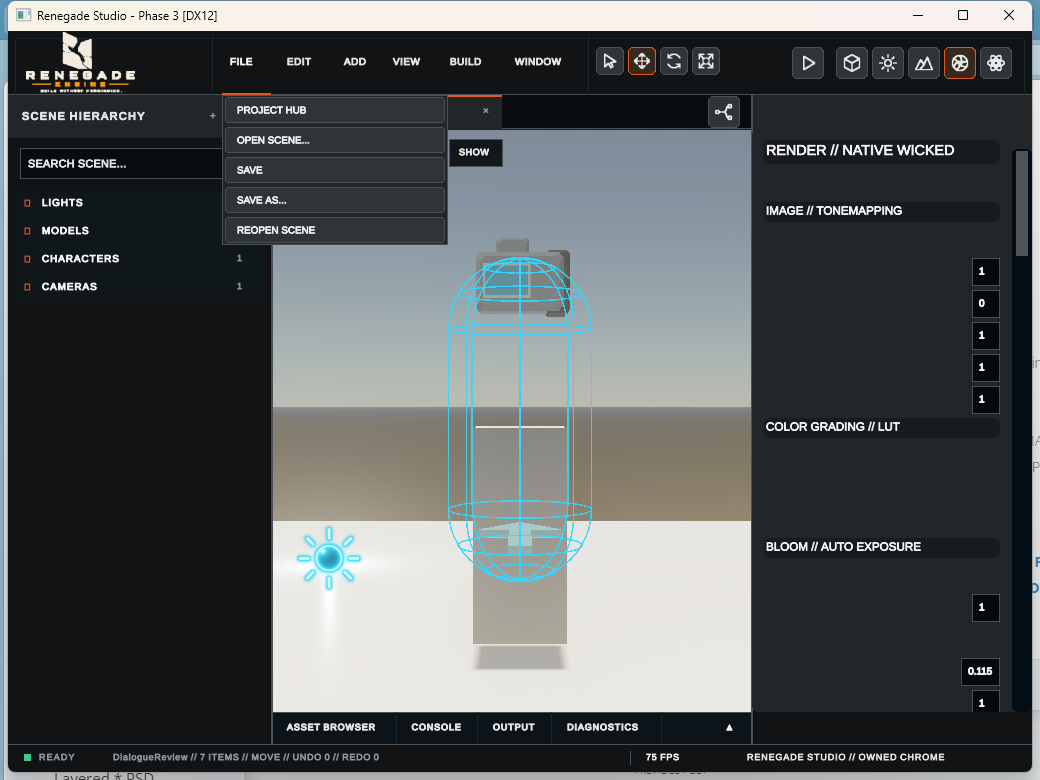 Renegade Studio - Phase 3 [DX12]
RENEGADE
ENGINE
BUILD WITHOUT PERMISSION.
FILE EDIT ADD VIEW BUILD WINDOW
SCENE HIERARCHY +
SEARCH SCENE...
LIGHTS
MODELS
CHARACTERS 1
CAMERAS 1
PROJECT HUB
OPEN SCENE...
SAVE
SAVE AS...
REOPEN SCENE
×
SHOW
RENDER // NATIVE WICKED
IMAGE // TONEMAPPING
1
0
1
1
1
COLOR GRADING // LUT
BLOOM // AUTO EXPOSURE
1
0.115
1
ASSET BROWSER CONSOLE OUTPUT DIAGNOSTICS ▲
READY DialogueReview // 7 ITEMS // MOVE // UNDO 0 // REDO 0 75 FPS RENEGADE STUDIO // OWNED CHROME
Layered * PSD